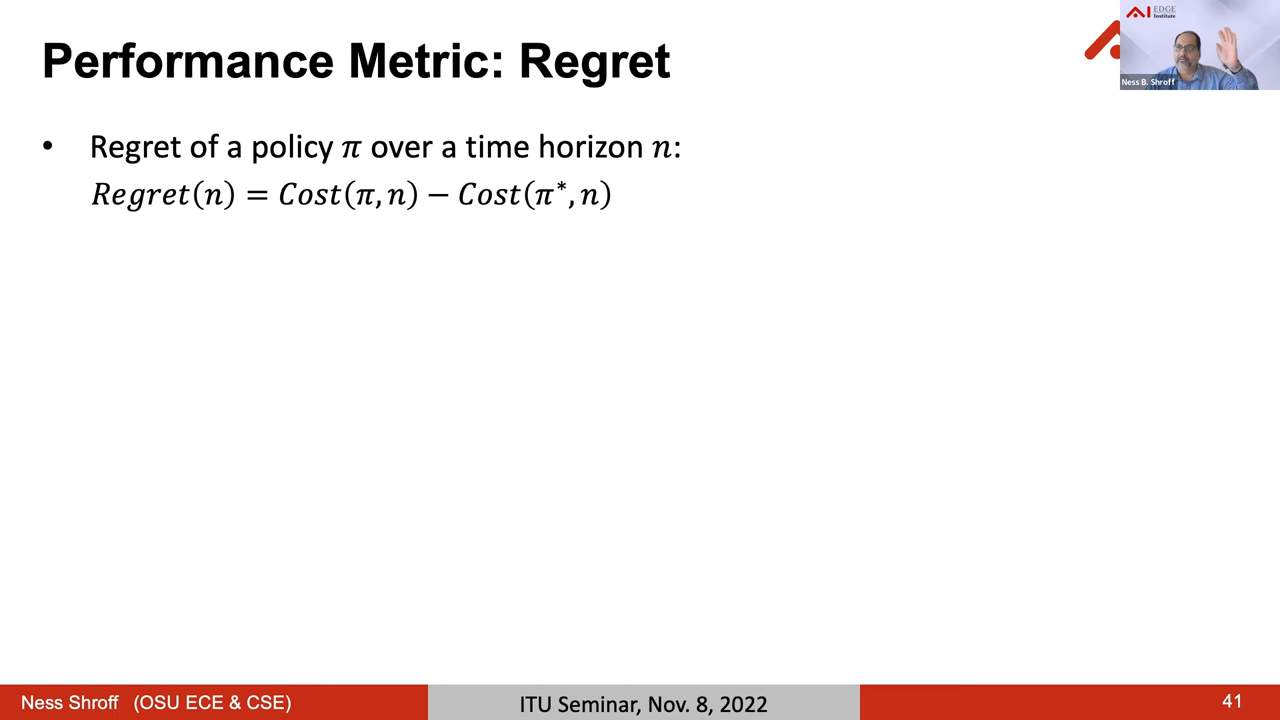 Performance Metric: Regret
AI EDGE
Institute
Ness B. Shroff
• Regret of a policy 𝜋 over a time horizon 𝑛:
𝑅𝑒𝑔𝑟𝑒𝑡(𝑛) = 𝐶𝑜𝑠𝑡(𝜋, 𝑛) − 𝐶𝑜𝑠𝑡(𝜋*, 𝑛)
Ness Shroff (OSU ECE & CSE)
ITU Seminar, Nov. 8, 2022
41